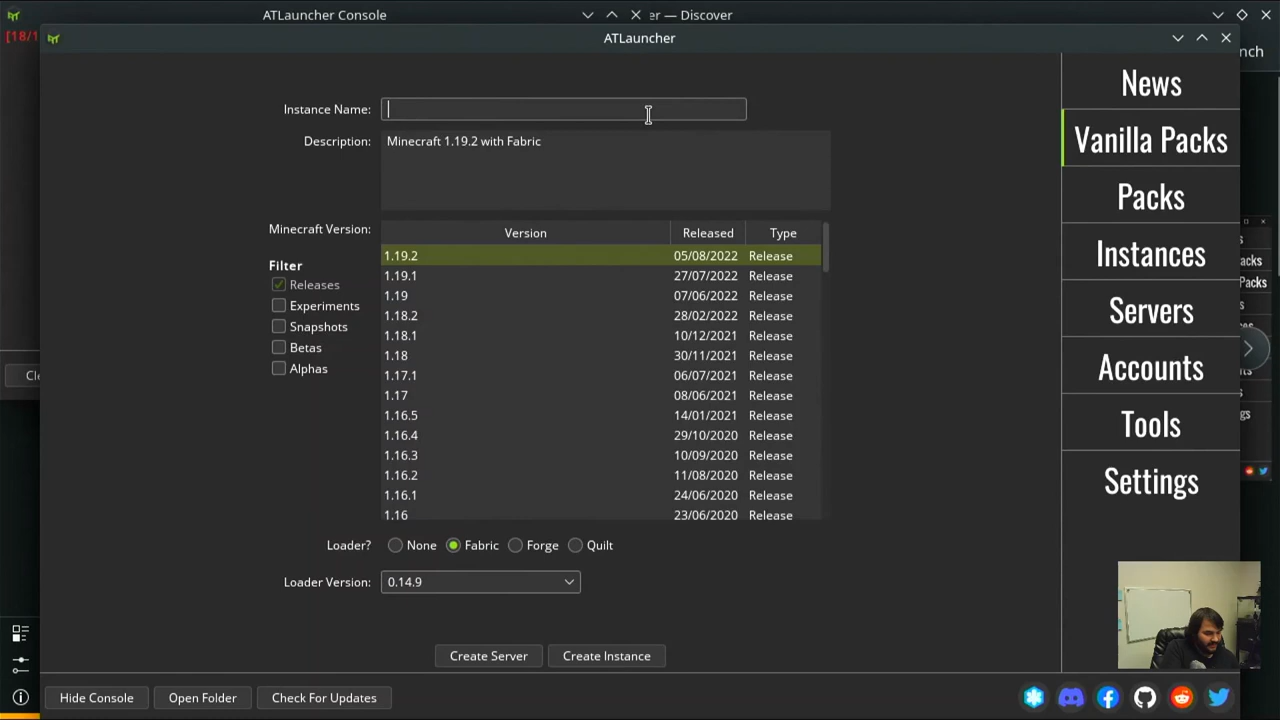 ATLauncher Console
er — Discover
[18/1
ATLauncher
nch
Instance Name:
Description:
Minecraft 1.19.2 with Fabric
Minecraft Version:
Version Released Type
1.19.2 05/08/2022 Release
1.19.1 27/07/2022 Release
1.19 07/06/2022 Release
1.18.2 28/02/2022 Release
1.18.1 10/12/2021 Release
1.18 30/11/2021 Release
1.17.1 06/07/2021 Release
1.17 08/06/2021 Release
1.16.5 14/01/2021 Release
1.16.4 29/10/2020 Release
1.16.3 10/09/2020 Release
1.16.2 11/08/2020 Release
1.16.1 24/06/2020 Release
1.16 23/06/2020 Release
Filter
Releases
Experiments
Snapshots
Betas
Alphas
Loader? None Fabric Forge Quilt
Loader Version: 0.14.9
Create Server Create Instance
News
Vanilla Packs
Packs
Instances
Servers
Accounts
Tools
Settings
s
acks
Packs
Cle
Hide Console Open Folder Check For Updates